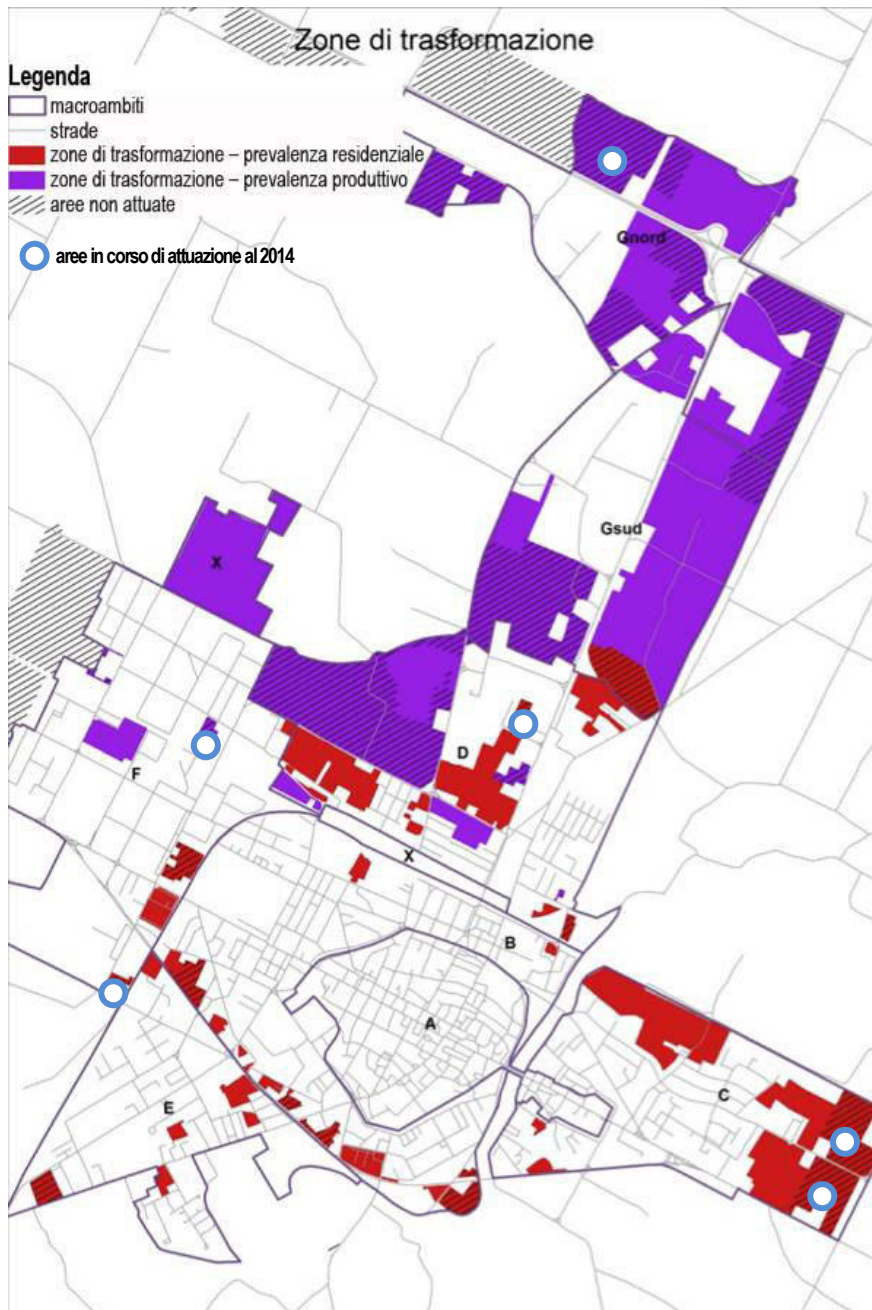 Zone di trasformazione
Legenda
macroambiti
strade
zone di trasformazione – prevalenza residenziale
zone di trasformazione – prevalenza produttivo
aree non attuate
aree in corso di attuazione al 2014
Gnord
Gsud
X
D
F
X
B
A
C
E